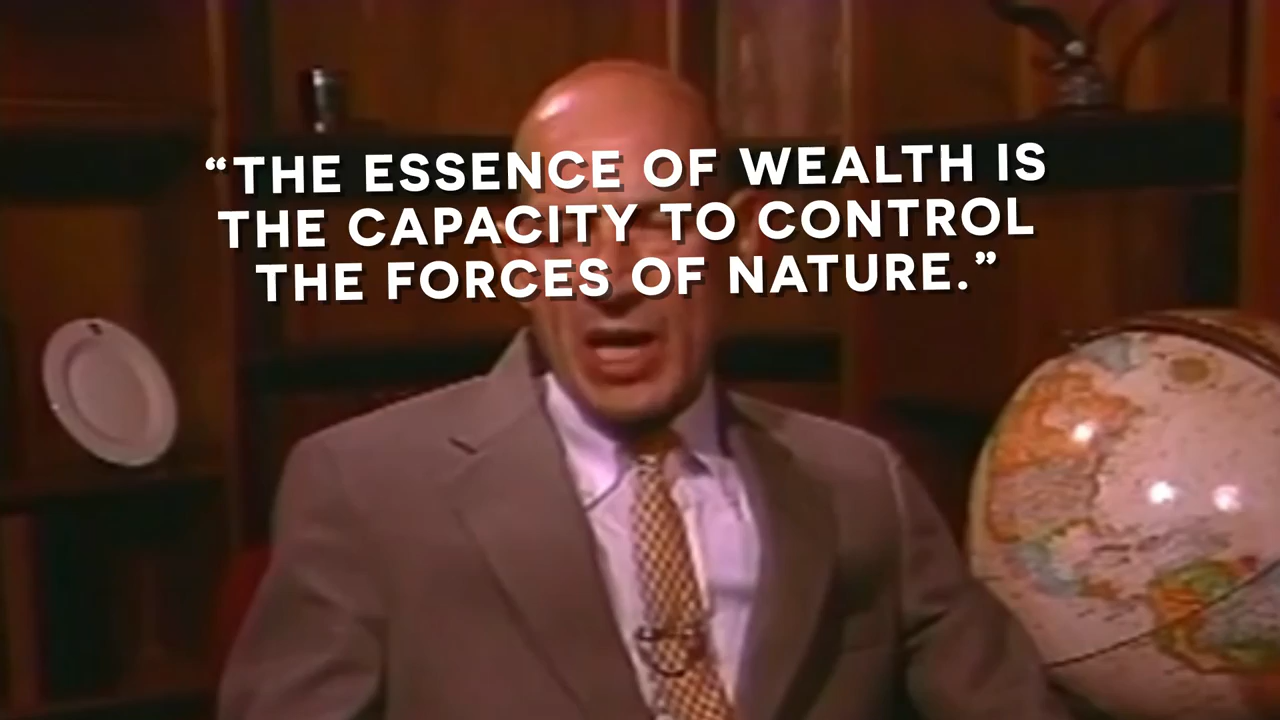 “THE ESSENCE OF WEALTH IS
THE CAPACITY TO CONTROL
THE FORCES OF NATURE.”